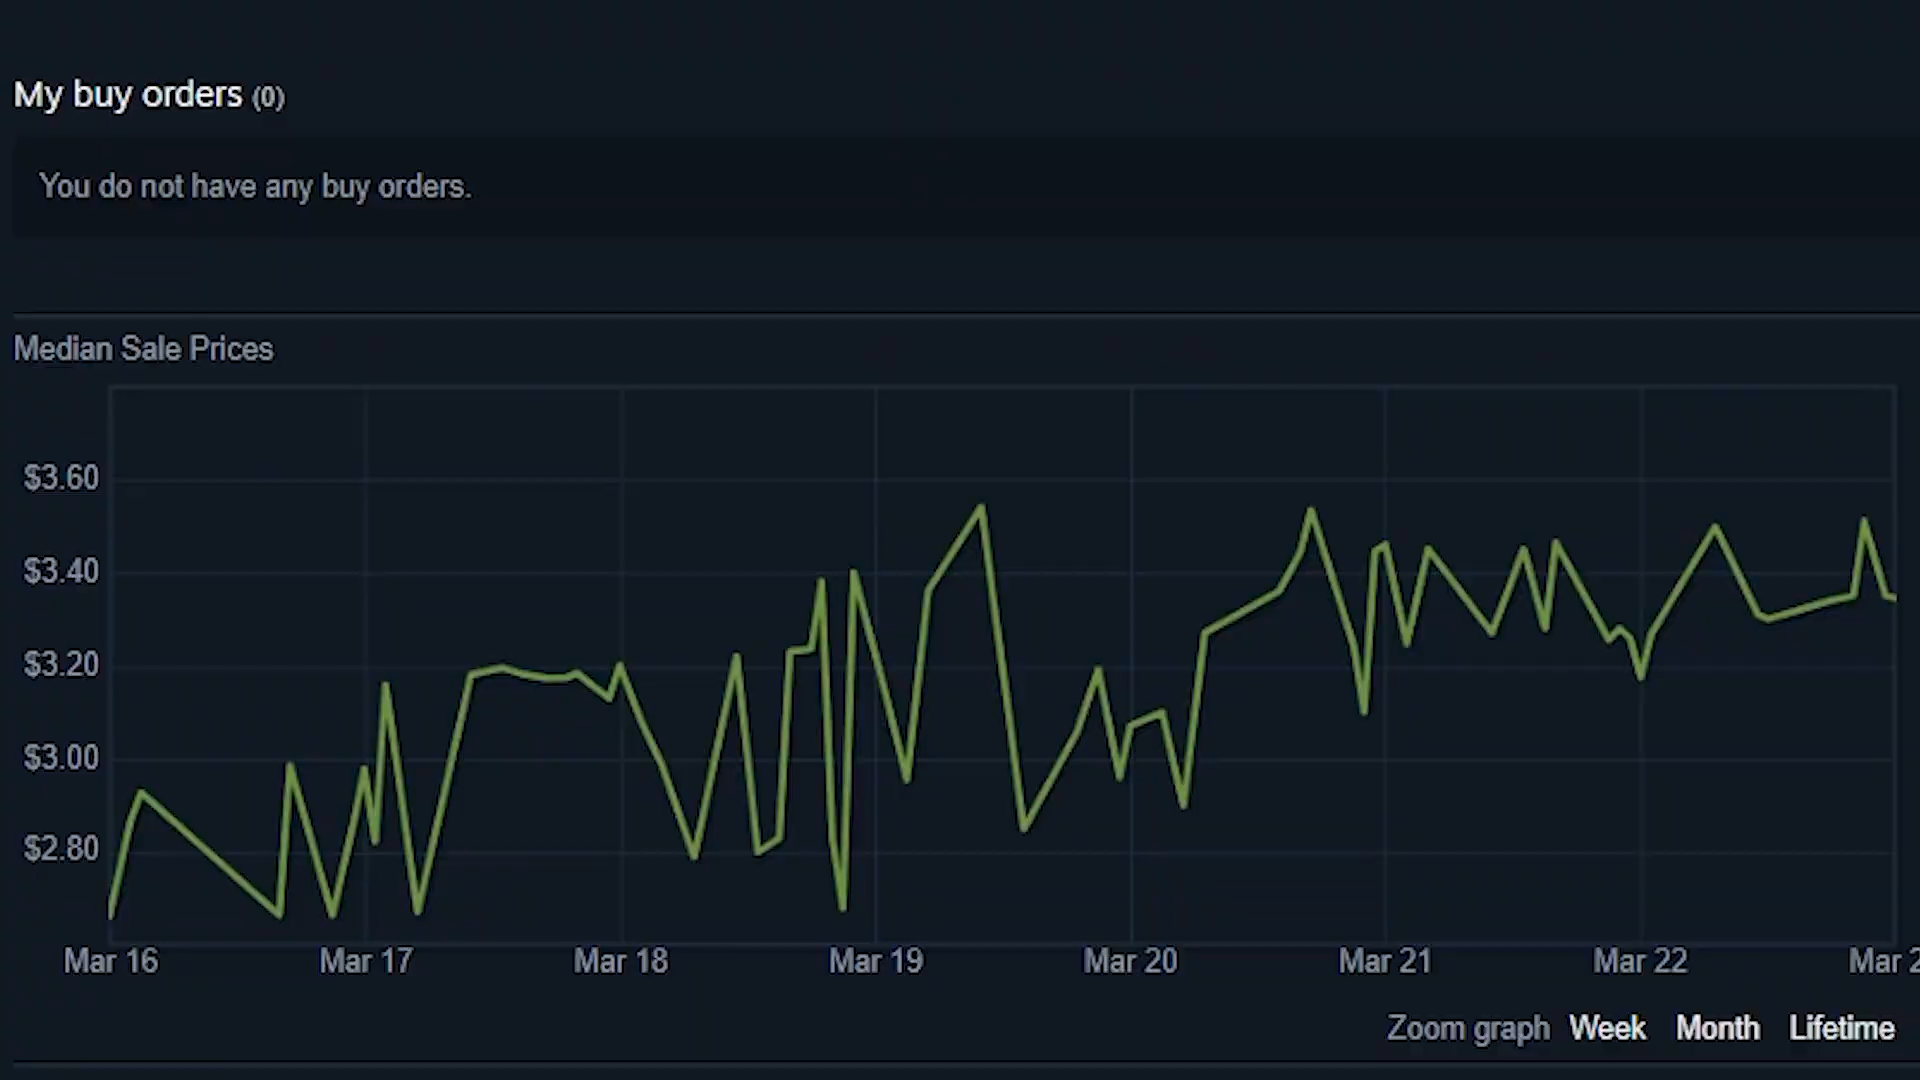 My buy orders (0)
You do not have any buy orders.
Median Sale Prices
$3.60
$3.40
$3.20
$3.00
$2.80
Mar 16 Mar 17 Mar 18 Mar 19 Mar 20 Mar 21 Mar 22 Mar 2
Zoom graph Week Month Lifetime